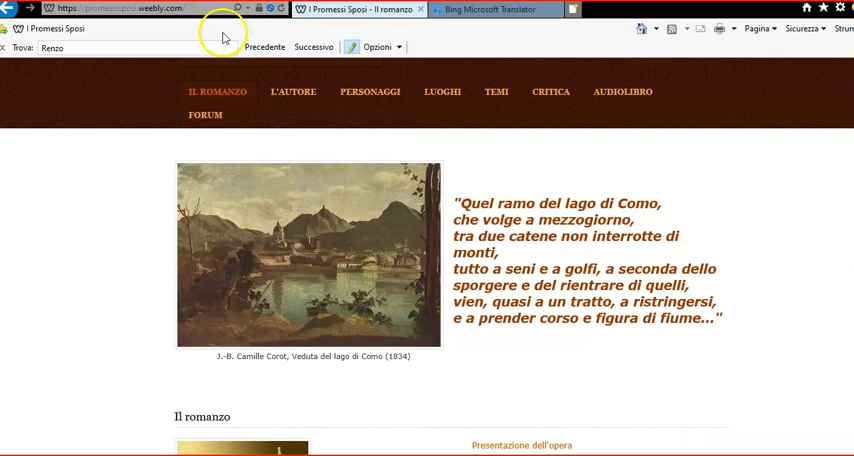 https://promessisposi.weebly.com/
I Promessi Sposi - Il romanzo
Bing Microsoft Translator
I Promessi Sposi
Pagina
Sicurezza
Trova: Renzo
Precedente
Successivo
Opzioni
IL ROMANZO
L'AUTORE
PERSONAGGI
LUOGHI
TEMI
CRITICA
AUDIOLIBRO
FORUM
"Quel ramo del lago di Como,
che volge a mezzogiorno,
tra due catene non interrotte di
monti,
tutto a seni e a golfi, a seconda dello
sporgere e del rientrare di quelli,
vien, quasi a un tratto, a ristringersi,
e a prender corso e figura di fiume..."
J.-B. Camille Corot, Veduta del lago di Como (1834)
Il romanzo
Presentazione dell'opera